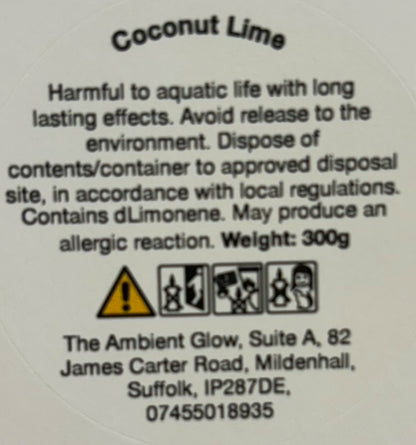 Coconut Lime
Harmful to aquatic life with long
lasting effects. Avoid release to the
environment. Dispose of
contents/container to approved disposal
site, in accordance with local regulations.
Contains dLimonene. May produce an
allergic reaction. Weight: 300g
The Ambient Glow, Suite A, 82
James Carter Road, Mildenhall,
Suffolk, IP287DE,
07455018935